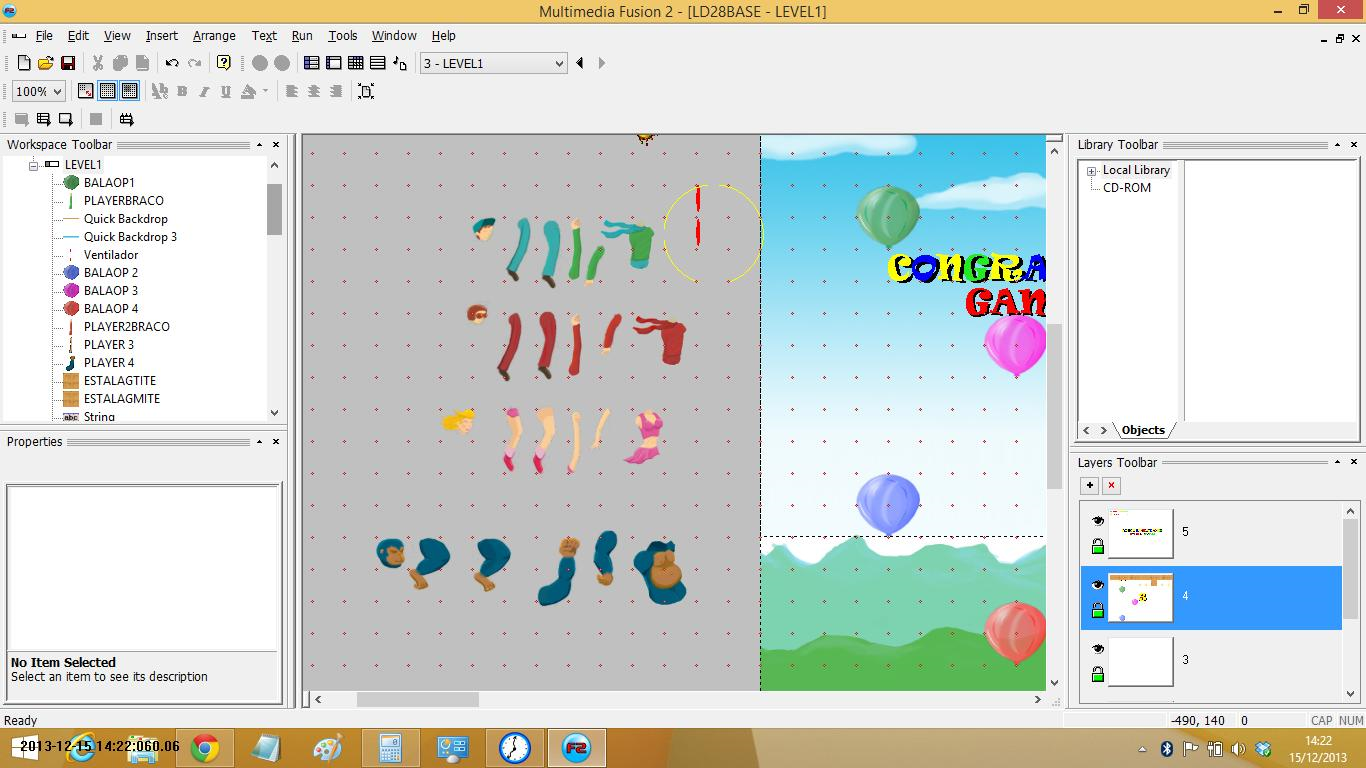 Multimedia Fusion 2 - [LD28BASE - LEVEL1]
File Edit View Insert Arrange Text Run Tools Window Help
3 - LEVEL1
100%
ab B I U A
Workspace Toolbar
LEVEL1
BALAOP1
PLAYERBRACO
Quick Backdrop
Quick Backdrop 3
Ventilador
BALAOP 2
BALAOP 3
BALAOP 4
PLAYER2BRACO
PLAYER 3
PLAYER 4
ESTALAGTITE
ESTALAGMITE
abc String
Properties
No Item Selected
Select an item to see its description
CONGRA
GAM
Library Toolbar
Local Library
CD-ROM
Objects
Layers Toolbar
5
4
3
Ready
-490, 140 0 CAP NUM
2013-12-15 14:22:060.06
F2
14:22
15/12/2013